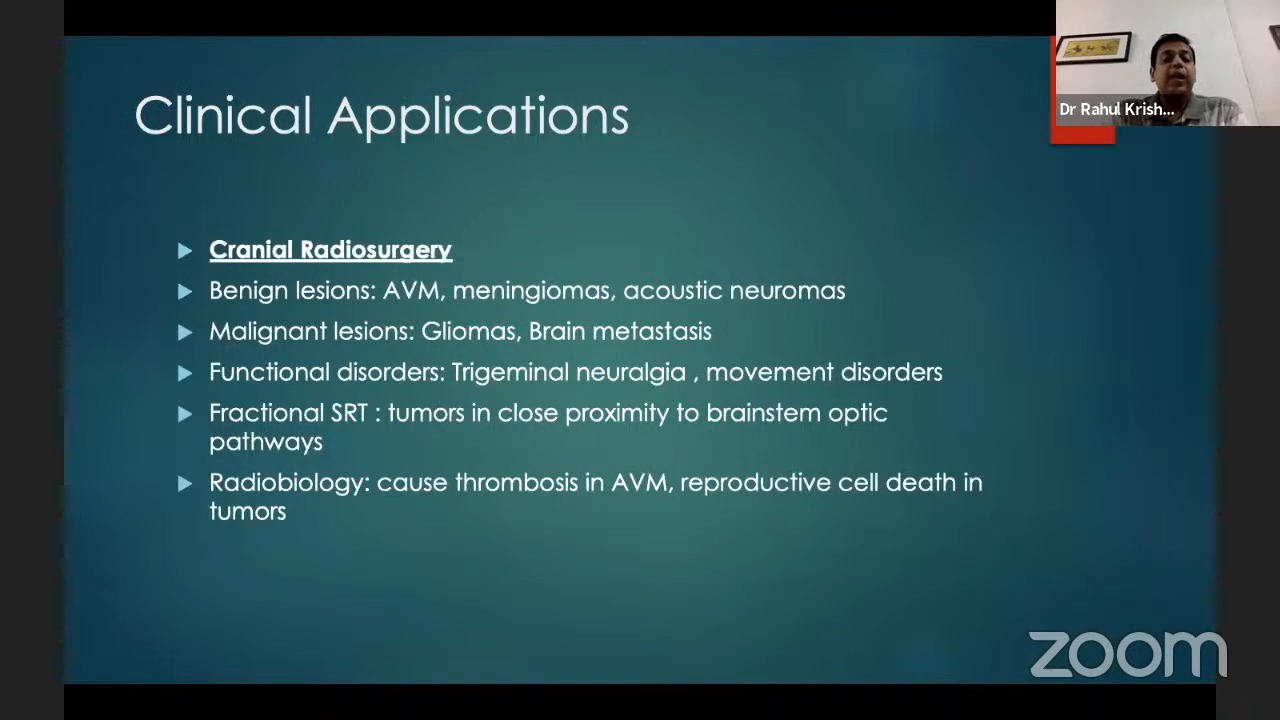 Clinical Applications
Dr Rahul Krish...
Cranial Radiosurgery
Benign lesions: AVM, meningiomas, acoustic neuromas
Malignant lesions: Gliomas, Brain metastasis
Functional disorders: Trigeminal neuralgia , movement disorders
Fractional SRT : tumors in close proximity to brainstem optic
pathways
Radiobiology: cause thrombosis in AVM, reproductive cell death in
tumors
zoom